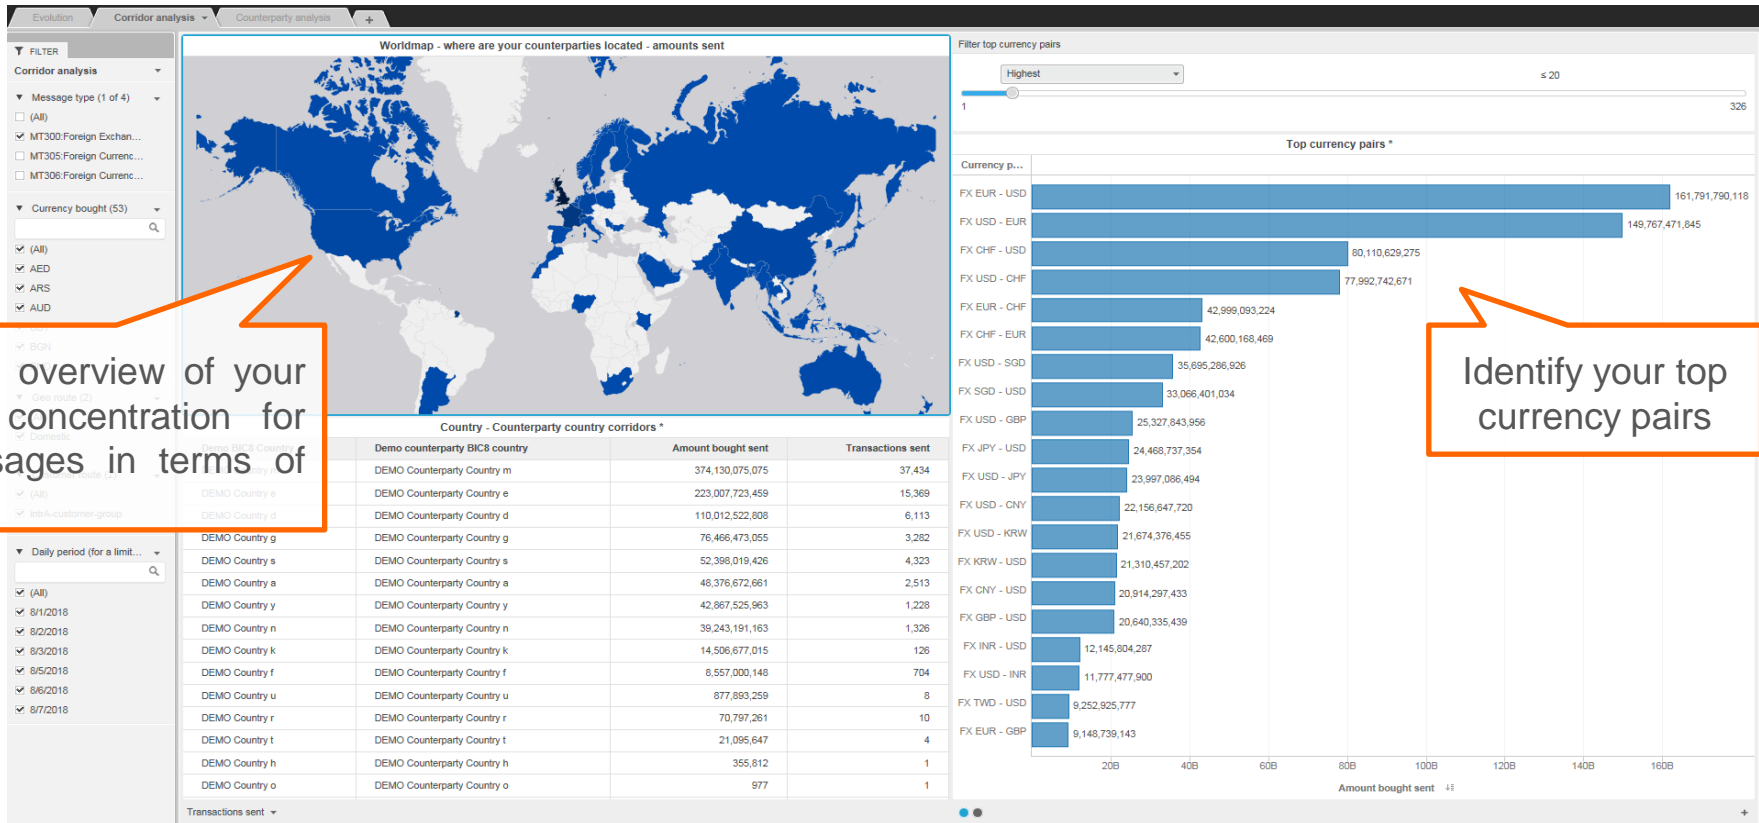 Evolution
Corridor analysis
Counterparty analysis
+
FILTER
Corridor analysis
Message type (1 of 4)
(All)
MT300:Foreign Exchan...
MT305:Foreign Currenc...
MT306:Foreign Currenc...
Currency bought (53)
(All)
AED
ARS
AUD
BGN
overview of your
concentration for
sages in terms of
Geo route (2)
Domestic
(All)
IntrA-customer-group
Daily period (for a limit...
(All)
8/1/2018
8/2/2018
8/3/2018
8/5/2018
8/6/2018
8/7/2018
Worldmap - where are your counterparties located - amounts sent
Country - Counterparty country corridors *
Demo BIC8 Country Demo counterparty BIC8 country Amount bought sent Transactions sent
DEMO Counterparty Country m 374,130,075,075 37,434
DEMO Country e DEMO Counterparty Country e 223,007,723,459 15,369
DEMO Country d DEMO Counterparty Country d 110,012,522,808 6,113
DEMO Country g DEMO Counterparty Country g 76,466,473,055 3,282
DEMO Country s DEMO Counterparty Country s 52,398,019,426 4,323
DEMO Country a DEMO Counterparty Country a 48,376,672,661 2,513
DEMO Country y DEMO Counterparty Country y 42,867,525,963 1,228
DEMO Country n DEMO Counterparty Country n 39,243,191,163 1,326
DEMO Country k DEMO Counterparty Country k 14,506,677,015 126
DEMO Country f DEMO Counterparty Country f 8,557,000,148 704
DEMO Country u DEMO Counterparty Country u 877,893,259 8
DEMO Country r DEMO Counterparty Country r 70,797,261 10
DEMO Country t DEMO Counterparty Country t 21,095,647 4
DEMO Country h DEMO Counterparty Country h 355,812 1
DEMO Country o DEMO Counterparty Country o 977 1
Transactions sent
Filter top currency pairs
Highest
≤ 20
1 326
Top currency pairs *
Currency p...
FX EUR - USD 161,791,790,118
FX USD - EUR 149,767,471,845
FX CHF - USD 80,110,629,275
FX USD - CHF 77,992,742,671
FX EUR - CHF 42,999,093,224
FX CHF - EUR 42,600,168,469
FX USD - SGD 35,695,286,926
FX SGD - USD 33,066,401,034
FX USD - GBP 25,327,843,956
FX JPY - USD 24,468,737,354
FX USD - JPY 23,997,086,494
FX USD - CNY 22,156,647,720
FX USD - KRW 21,674,376,455
FX KRW - USD 21,310,457,202
FX CNY - USD 20,914,297,433
FX GBP - USD 20,640,335,439
FX INR - USD 12,145,804,287
FX USD - INR 11,777,477,900
FX TWD - USD 9,252,925,777
FX EUR - GBP 9,148,739,143
20B 40B 60B 80B 100B 120B 140B 160B
Amount bought sent
Identify your top
currency pairs
+